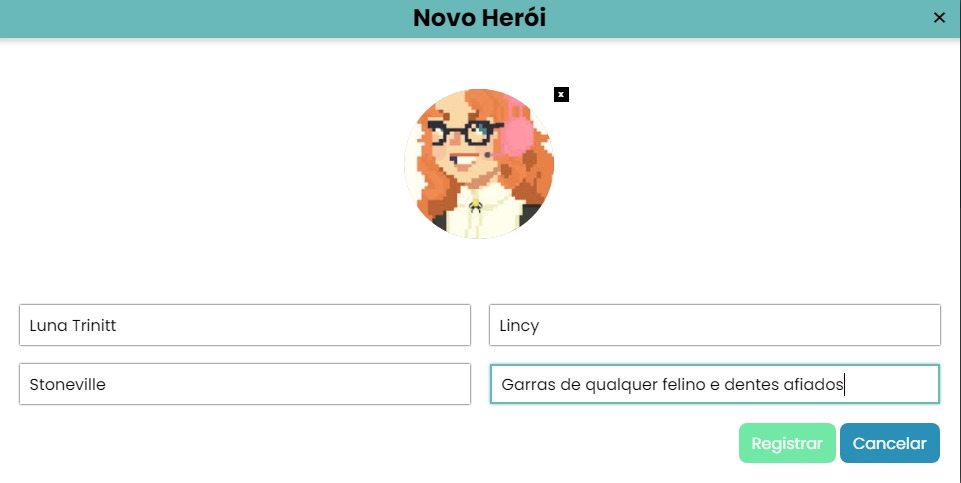 Novo Herói ×
x
Luna Trinitt Lincy
Stoneville Garras de qualquer felino e dentes afiados
Registrar Cancelar